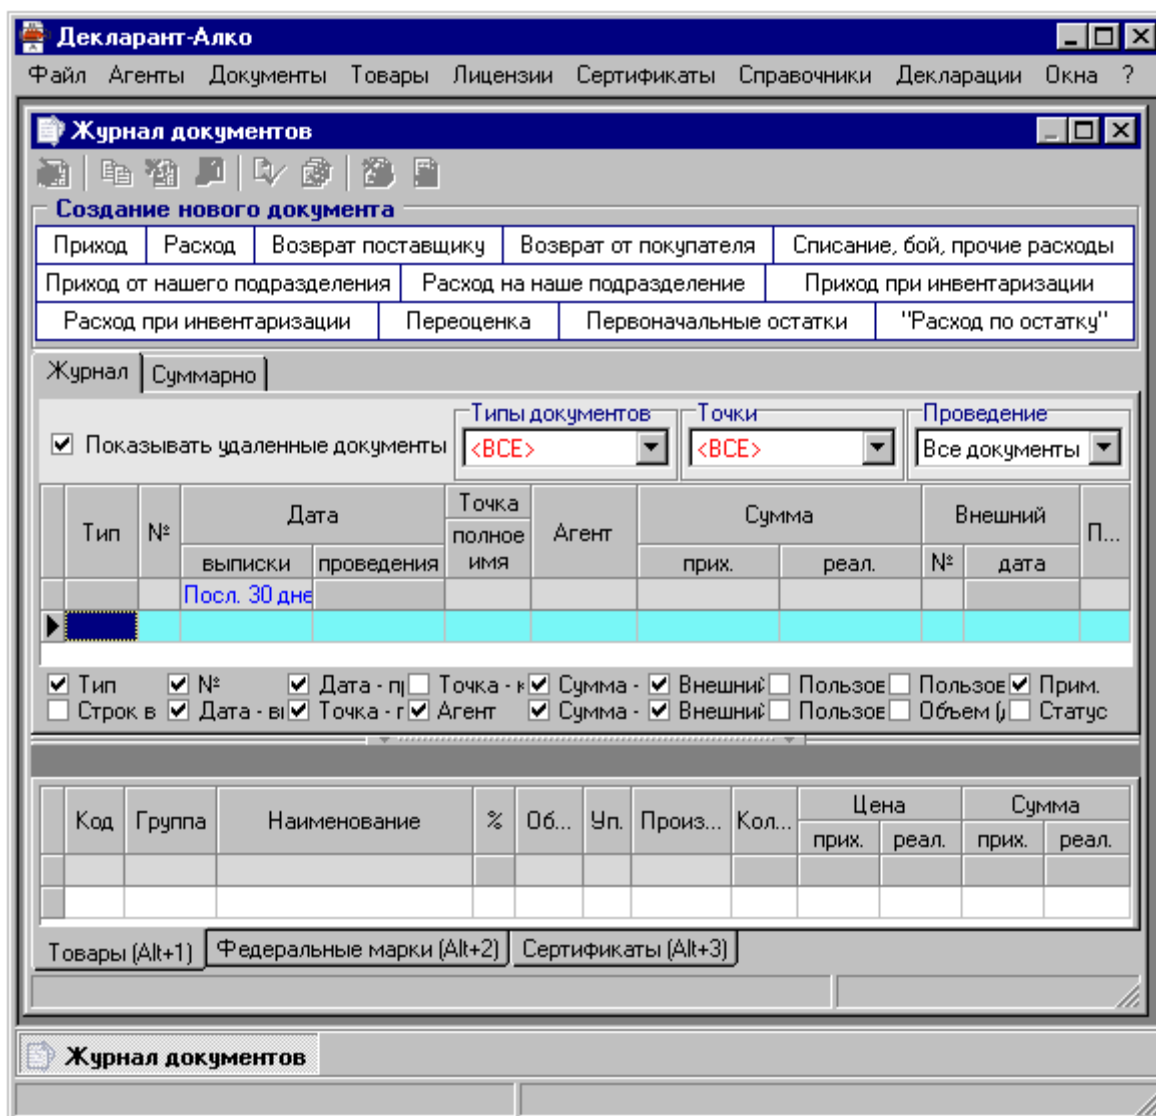 Декларант-Алко
Файл Агенты Документы Товары Лицензии Сертификаты Справочники Декларации Окна ?
Журнал документов
Создание нового документа
Приход Расход Возврат поставщику Возврат от покупателя Списание, бой, прочие расходы
Приход от нашего подразделения Расход на наше подразделение Приход при инвентаризации
Расход при инвентаризации Переоценка Первоначальные остатки "Расход по остатку"
Журнал Суммарно
Типы документов Точки Проведение
Показывать удаленные документы <ВСЕ> <ВСЕ> Все документы
Тип № Дата Точка Агент Сумма Внешний П...
выписки проведения полное имя прих. реал. № дата
Посл. 30 дне
Тип № Дата - п Точка - к Сумма - Внешний Пользов Пользов Прим.
Строк в Дата - вы Точка - п Агент Сумма - Внешний Пользов Объем (д Статус
Код Группа Наименование % Об... Уп. Произ... Кол... Цена Сумма
прих. реал. прих. реал.
Товары (Alt+1) Федеральные марки (Alt+2) Сертификаты (Alt+3)
Журнал документов